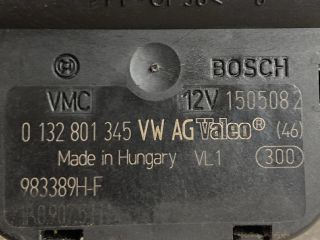 BOSCH
VMC 12V 150508 2
0 132 801 345 VW AG Valeo® (46)
Made in Hungary VL1 300
983389H-F